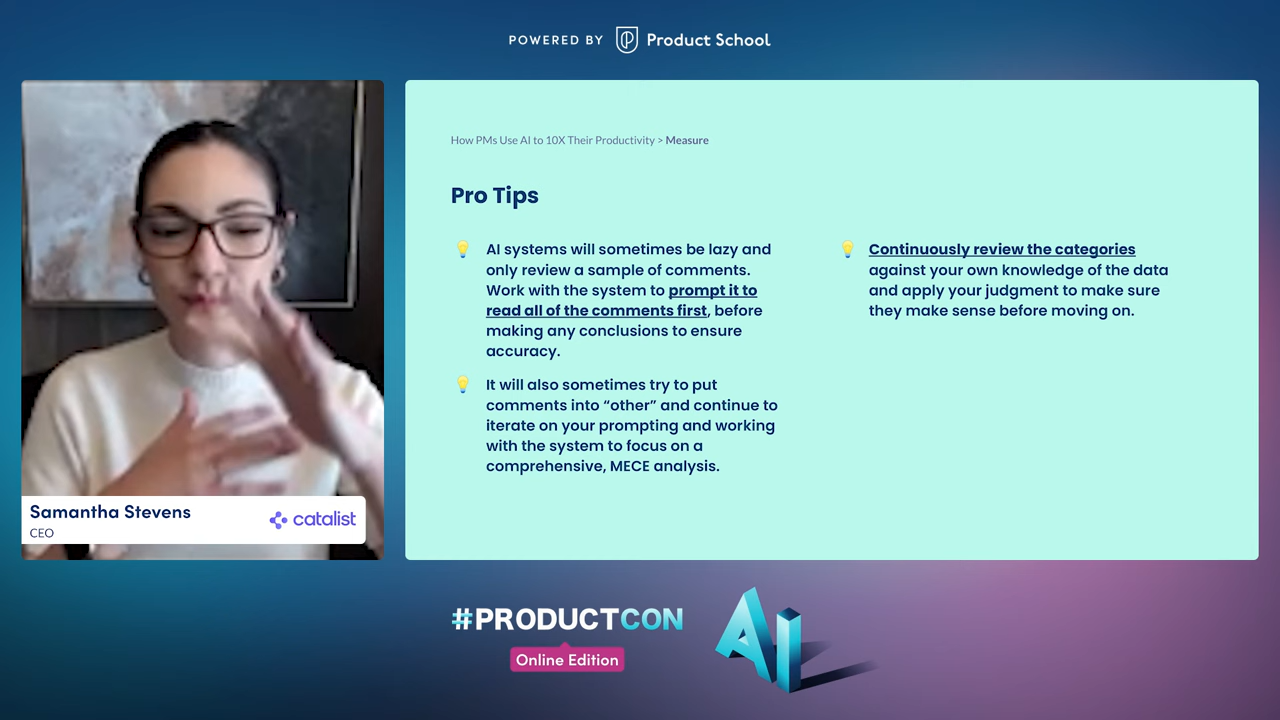 POWERED BY Product School
How PMs Use AI to 10X Their Productivity > Measure
Pro Tips
AI systems will sometimes be lazy and
only review a sample of comments.
Work with the system to prompt it to
read all of the comments first, before
making any conclusions to ensure
accuracy.
It will also sometimes try to put
comments into “other” and continue to
iterate on your prompting and working
with the system to focus on a
comprehensive, MECE analysis.
Continuously review the categories
against your own knowledge of the data
and apply your judgment to make sure
they make sense before moving on.
Samantha Stevens
CEO
catalist
#PRODUCTCON
Online Edition
AI